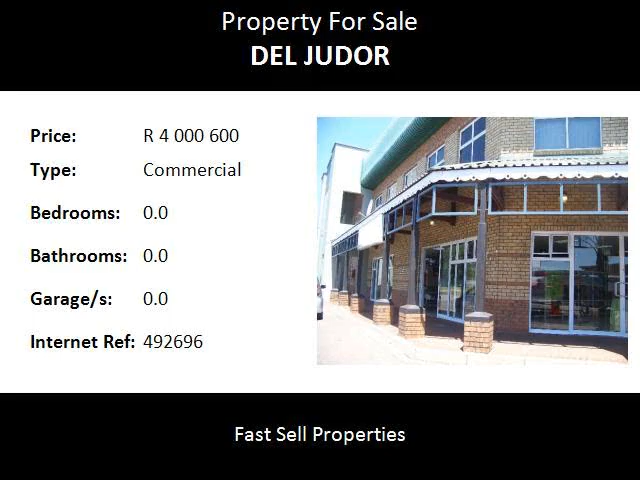 Property For Sale
DEL JUDOR
Price: R 4 000 600
Type: Commercial
Bedrooms: 0.0
Bathrooms: 0.0
Garage/s: 0.0
Internet Ref: 492696
Fast Sell Properties